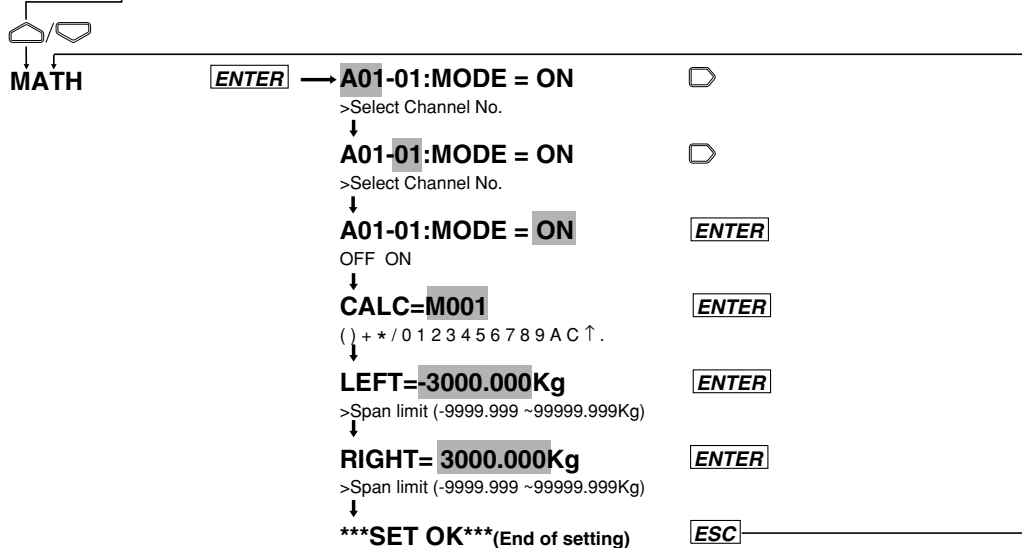 /
MATH ENTER A01-01:MODE = ON
>Select Channel No.
A01-01:MODE = ON
>Select Channel No.
A01-01:MODE = ON ENTER
OFF ON
CALC=M001 ENTER
( ) + * / 0 1 2 3 4 5 6 7 8 9 A C ↑ .
LEFT=-3000.000Kg ENTER
>Span limit (-9999.999 ~99999.999Kg)
RIGHT= 3000.000Kg ENTER
>Span limit (-9999.999 ~99999.999Kg)
***SET OK***(End of setting) ESC